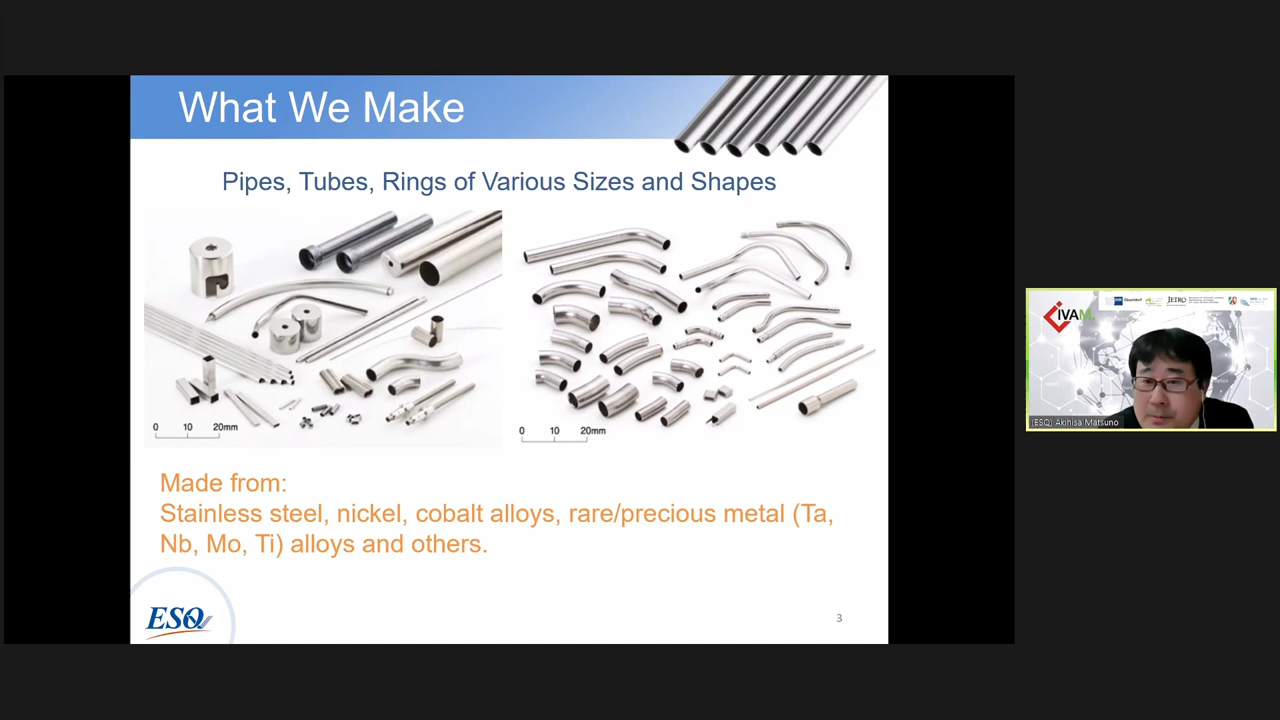 What We Make
Pipes, Tubes, Rings of Various Sizes and Shapes
0 10 20mm
0 10 20mm
Made from:
Stainless steel, nickel, cobalt alloys, rare/precious metal (Ta,
Nb, Mo, Ti) alloys and others.
ESQ
3
IVAM.
JETRO
(ESQ) Akihisa Matsuno